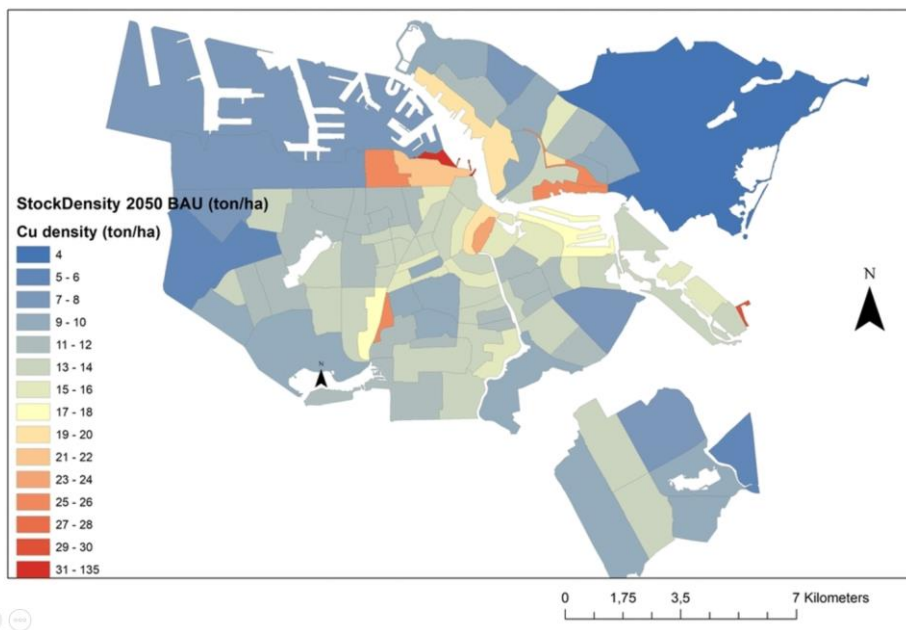 N
StockDensity 2050 BAU (ton/ha)
Cu density (ton/ha)
4
5 - 6
7 - 8
9 - 10
11 - 12
13 - 14
15 - 16
17 - 18
19 - 20
21 - 22
23 - 24
25 - 26
27 - 28
29 - 30
31 - 135
N
0 1,75 3,5 7 Kilometers